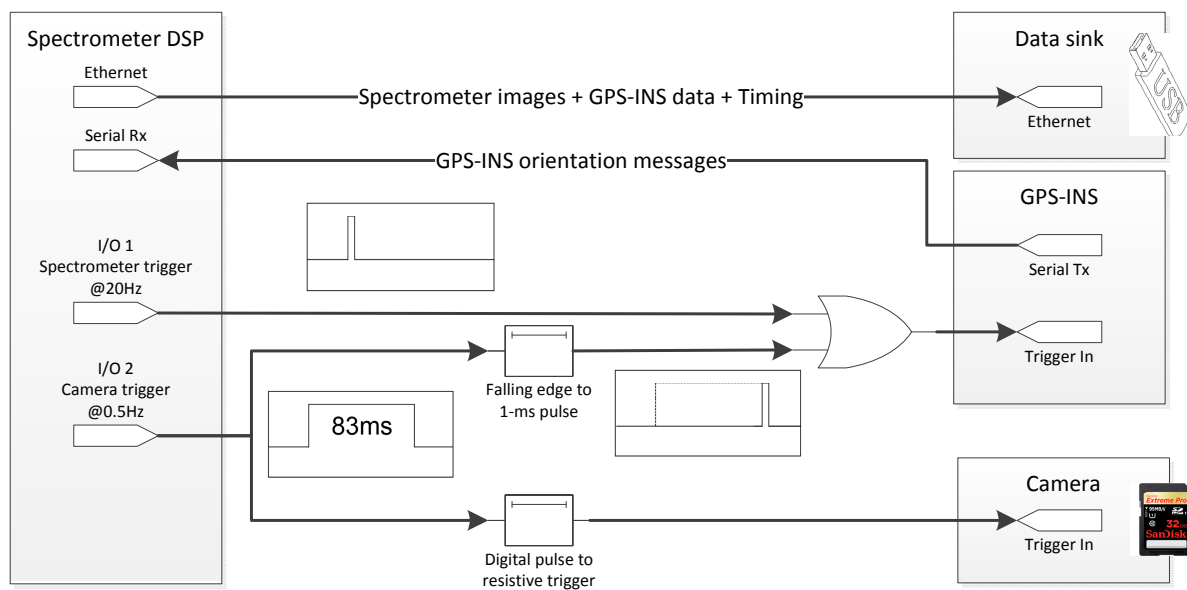 Spectrometer DSP
Ethernet
Serial Rx
I/O 1
Spectrometer trigger
@20Hz
I/O 2
Camera trigger
@0.5Hz
Spectrometer images + GPS-INS data + Timing
GPS-INS orientation messages
83ms
Falling edge to
1-ms pulse
Digital pulse to
resistive trigger
Data sink
Ethernet
USB
GPS-INS
Serial Tx
Trigger In
Camera
Trigger In
Extreme Pro
95MB/s
32
SanDisk